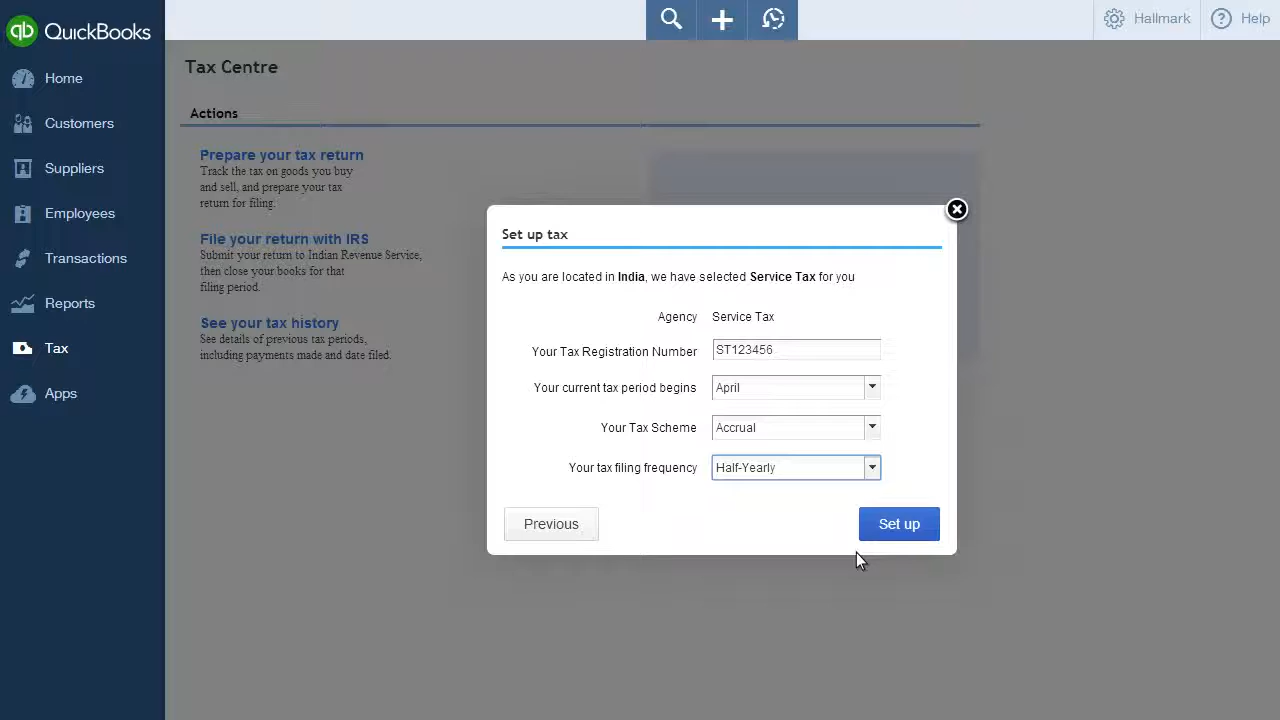 qb QuickBooks
Hallmark
Help
Home
Customers
Suppliers
Employees
Transactions
Reports
Tax
Apps
Tax Centre
Actions
Prepare your tax return
Track the tax on goods you buy
and sell, and prepare your tax
return for filing.
File your return with IRS
Submit your return to Indian Revenue Service,
then close your books for that
filing period.
See your tax history
See details of previous tax periods,
including payments made and date filed.
Set up tax
As you are located in India, we have selected Service Tax for you
Agency Service Tax
Your Tax Registration Number ST123456
Your current tax period begins April
Your Tax Scheme Accrual
Your tax filing frequency Half-Yearly
Previous
Set up